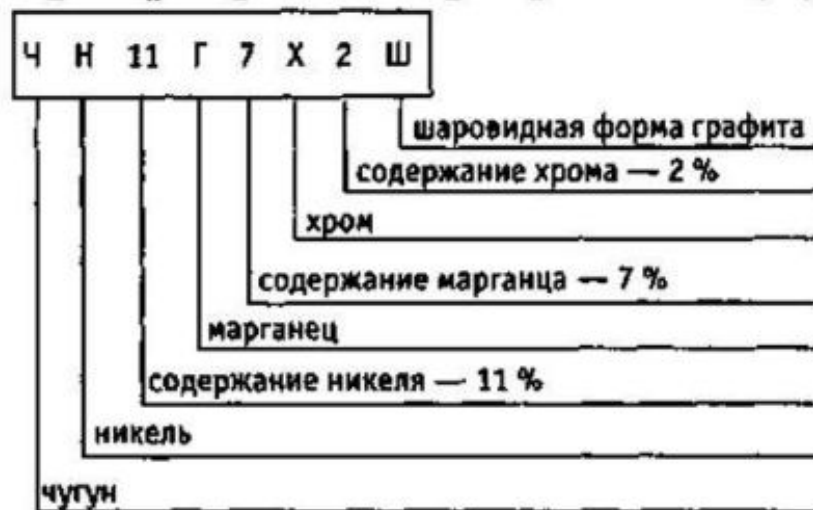 Ч Н 11 Г 7 Х 2 Ш
шаровидная форма графита
содержание хрома — 2 %
хром
содержание марганца — 7 %
марганец
содержание никеля — 11 %
никель
чугун